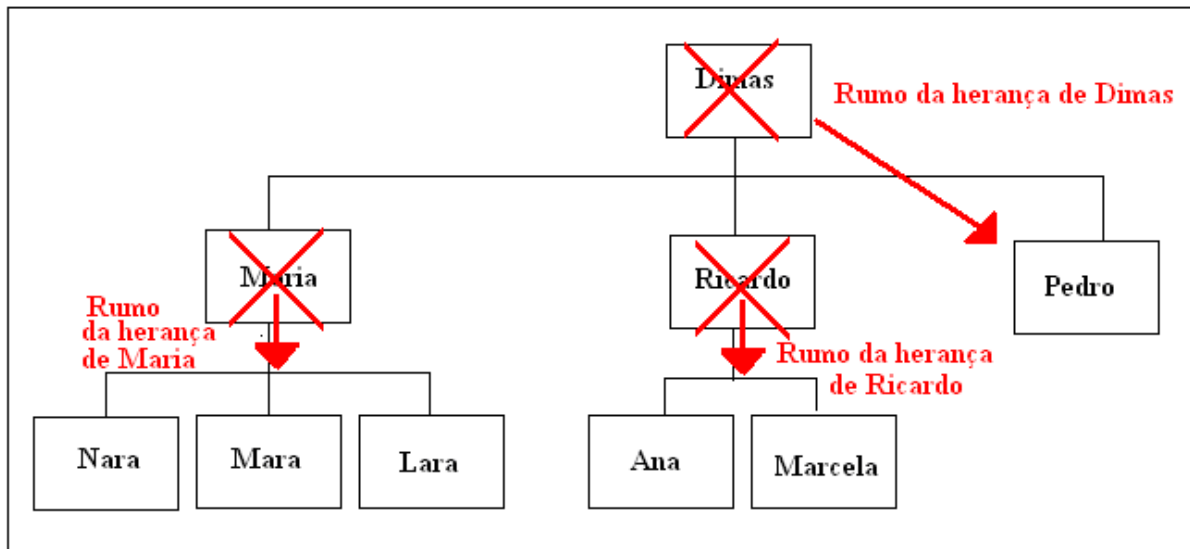 Dimas
Rumo da herança de Dimas
Maria
Ricardo
Pedro
Rumo
da herança
de Maria
Rumo da herança
de Ricardo
Nara
Mara
Lara
Ana
Marcela